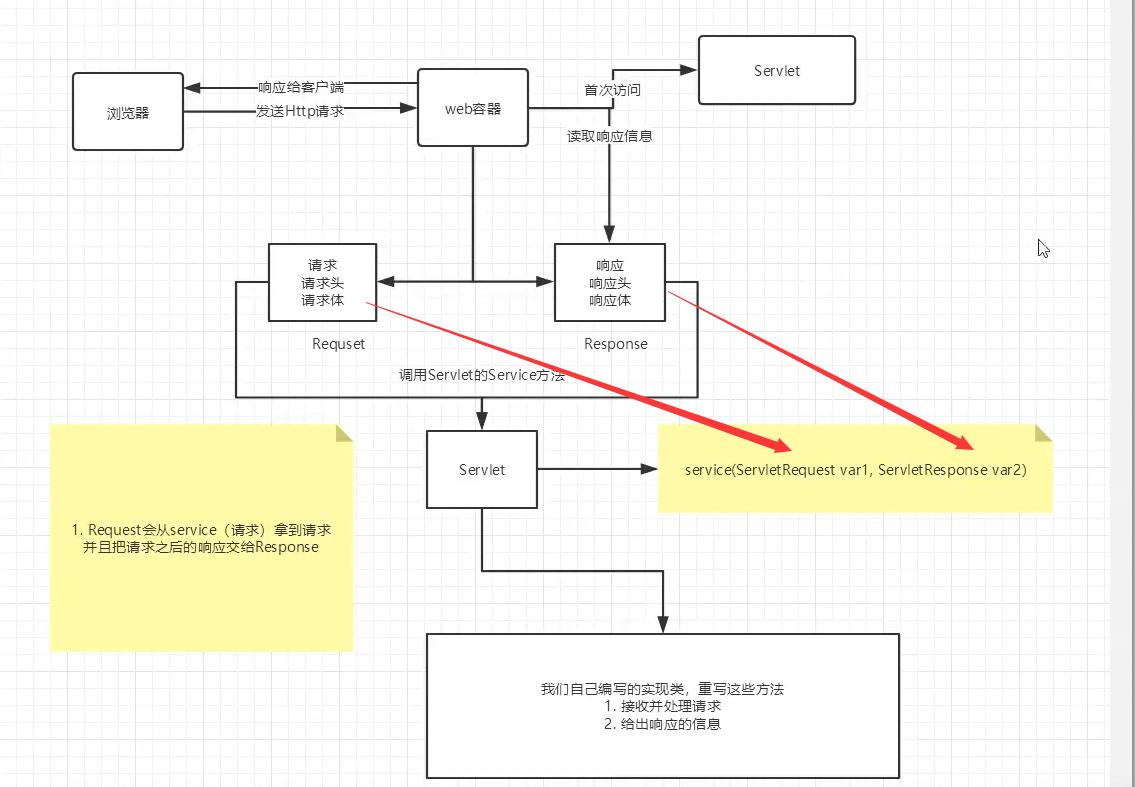 Servlet
响应给客户端
首次访问
浏览器
发送Http请求
web容器
读取响应信息
请求
请求头
请求体
响应
响应头
响应体
Requset
Response
调用Servlet的Service方法
Servlet
service(ServletRequest var1, ServletResponse var2)
1. Request会从service（请求）拿到请求
并且把请求之后的响应交给Response
我们自己编写的实现类，重写这些方法
1. 接收并处理请求
2. 给出响应的信息